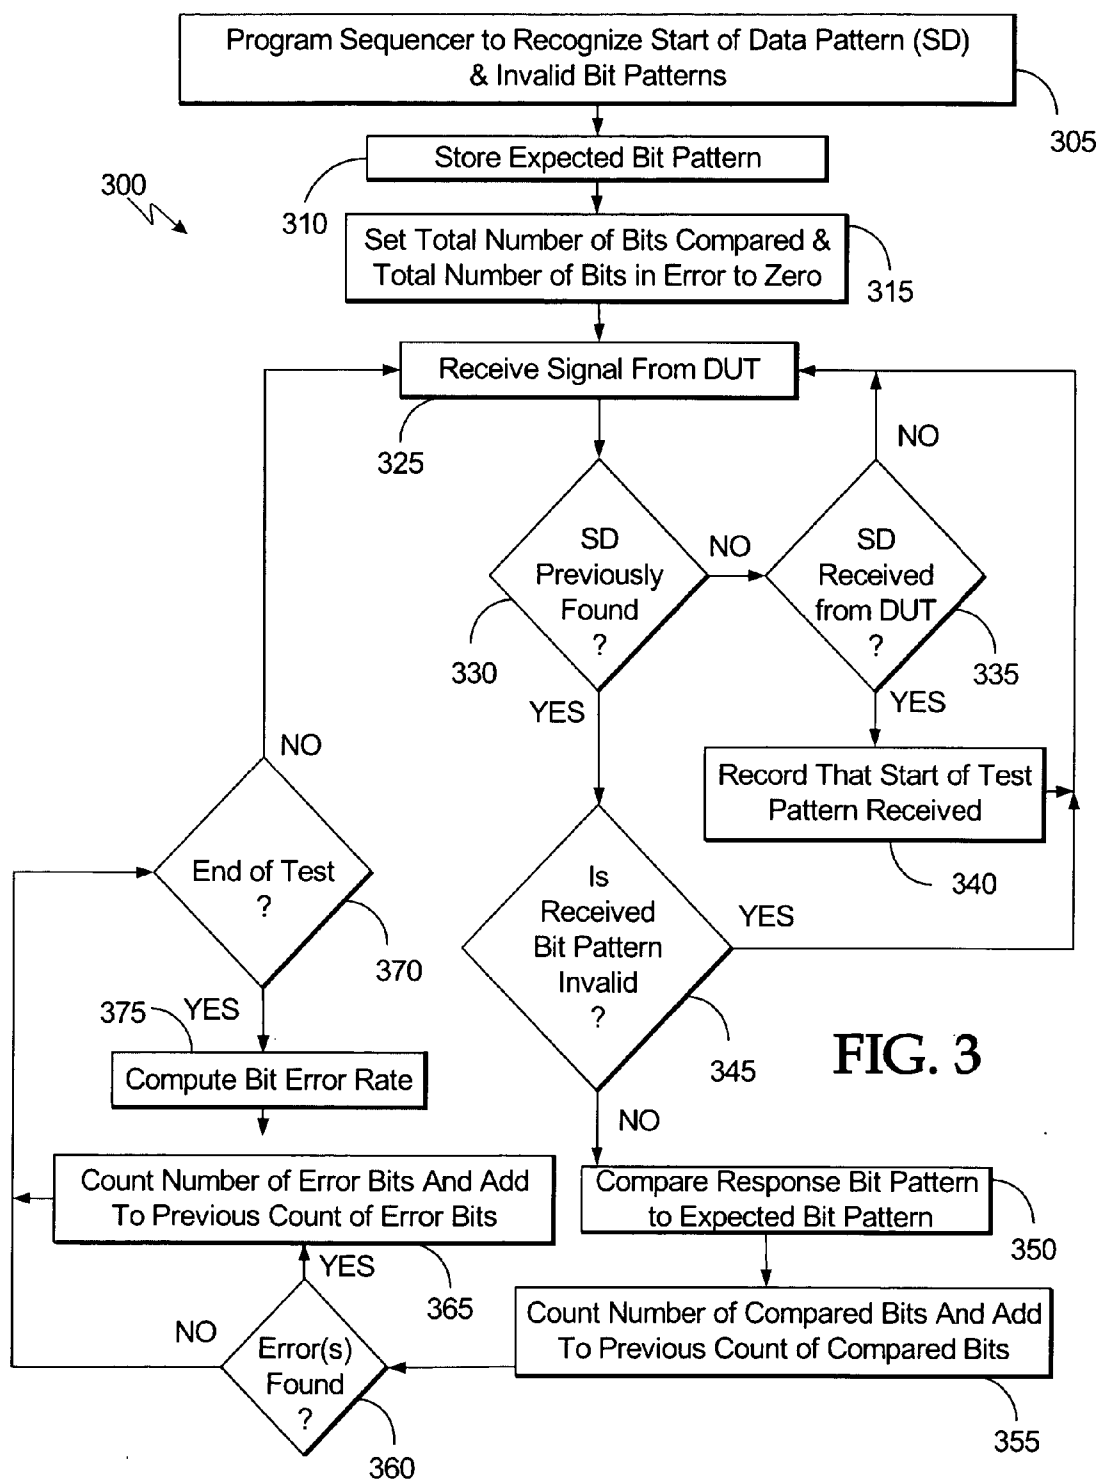 Program Sequencer to Recognize Start of Data Pattern (SD)
& Invalid Bit Patterns
305
Store Expected Bit Pattern
310
300
Set Total Number of Bits Compared &
Total Number of Bits in Error to Zero
315
Receive Signal From DUT
325
SD
Previously
Found
?
330
NO
SD
Received
from DUT
?
335
NO
YES
YES
Record That Start of Test
Pattern Received
340
Is
Received
Bit Pattern
Invalid
?
345
YES
NO
NO
End of Test
?
370
YES
375
Compute Bit Error Rate
FIG. 3
Compare Response Bit Pattern
to Expected Bit Pattern
350
Count Number of Error Bits And Add
To Previous Count of Error Bits
365
YES
Count Number of Compared Bits And Add
To Previous Count of Compared Bits
355
NO
Error(s)
Found
?
360